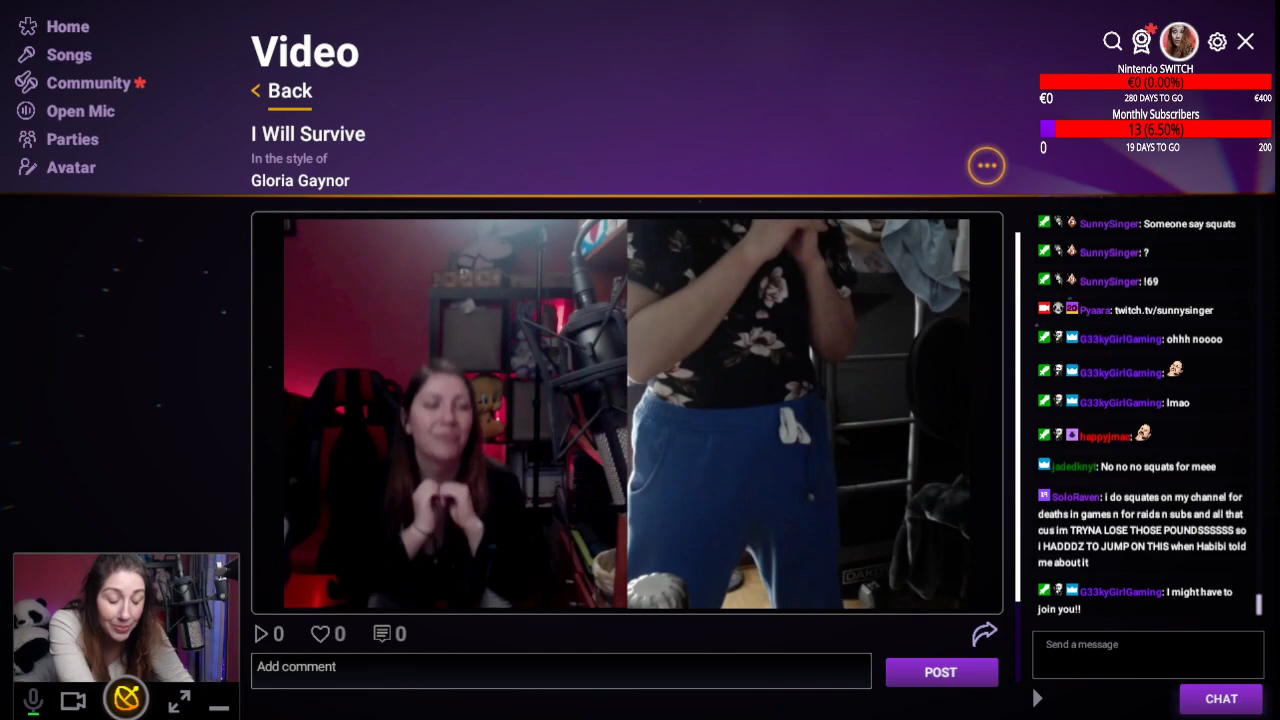 Home
Songs
Community
Open Mic
Parties
Avatar
Video
Back
I Will Survive
In the style of
Gloria Gaynor
Nintendo SWITCH
€0 (0.00%)
€0 280 DAYS TO GO €400
Monthly Subscribers
13 (6.50%)
0 19 DAYS TO GO 200
SunnySinger: Someone say squats
SunnySinger: ?
SunnySinger: !69
Pyaara: twitch.tv/sunnysinger
G33kyGirlGaming: ohhh noooo
G33kyGirlGaming:
G33kyGirlGaming: lmao
happyjmac:
jadedknyt: No no no squats for meee
SoloRaven: i do squates on my channel for
deaths in games n for raids n subs and all that
cus im TRYNA LOSE THOSE POUNDSSSSSS so
i HADDDZ TO JUMP ON THIS when Habibi told
me about it
G33kyGirlGaming: I might have to
join you!!
0 0 0
Add comment
POST
Send a message
CHAT